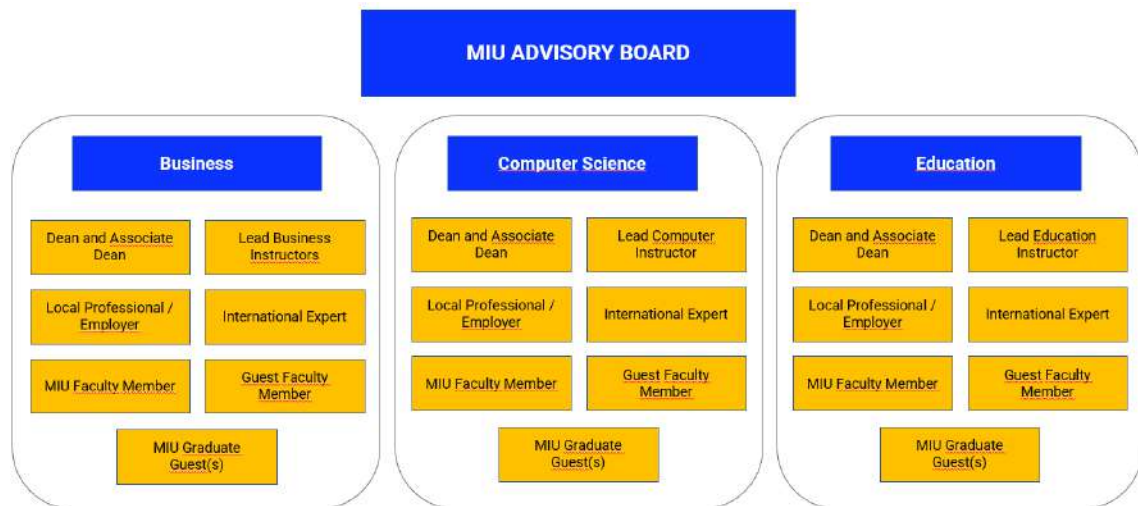 MIU ADVISORY BOARD
Business
Dean and Associate
Dean
Lead Business
Instructors
Local Professional /
Employer
International Expert
MIU Faculty Member
Guest Faculty
Member
MIU Graduate
Guest(s)
Computer Science
Dean and Associate
Dean
Lead Computer
Instructor
Local Professional /
Employer
International Expert
MIU Faculty Member
Guest Faculty
Member
MIU Graduate
Guest(s)
Education
Dean and Associate
Dean
Lead Education
Instructor
Local Professional /
Employer
International Expert
MIU Faculty Member
Guest Faculty
Member
MIU Graduate
Guest(s)